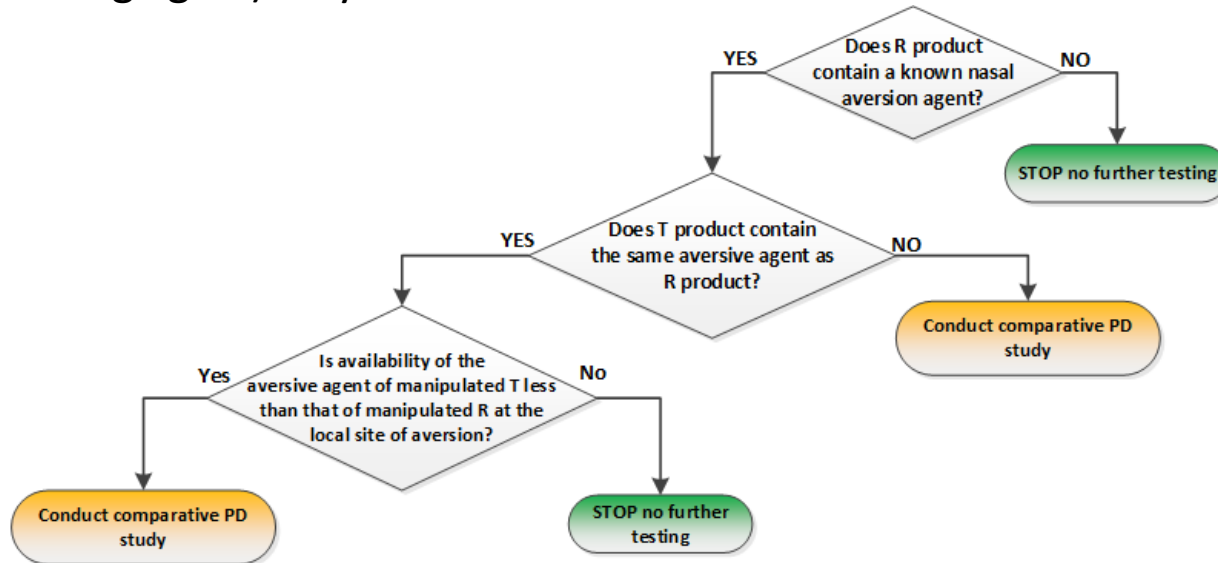 Does R product
contain a known nasal
aversion agent?
YES
NO
STOP no further testing
Does T product contain
the same aversive agent as
R product?
YES
NO
Conduct comparative PD
study
Is availability of the
aversive agent of manipulated T less
than that of manipulated R at the
local site of aversion?
Yes
No
Conduct comparative PD
study
STOP no further
testing